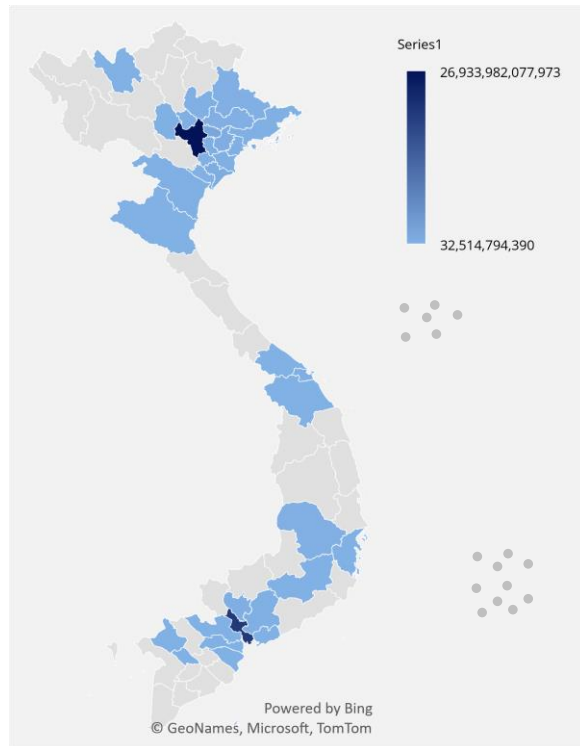 Series1
26,933,982,077,973
32,514,794,390
Powered by Bing
© GeoNames, Microsoft, TomTom